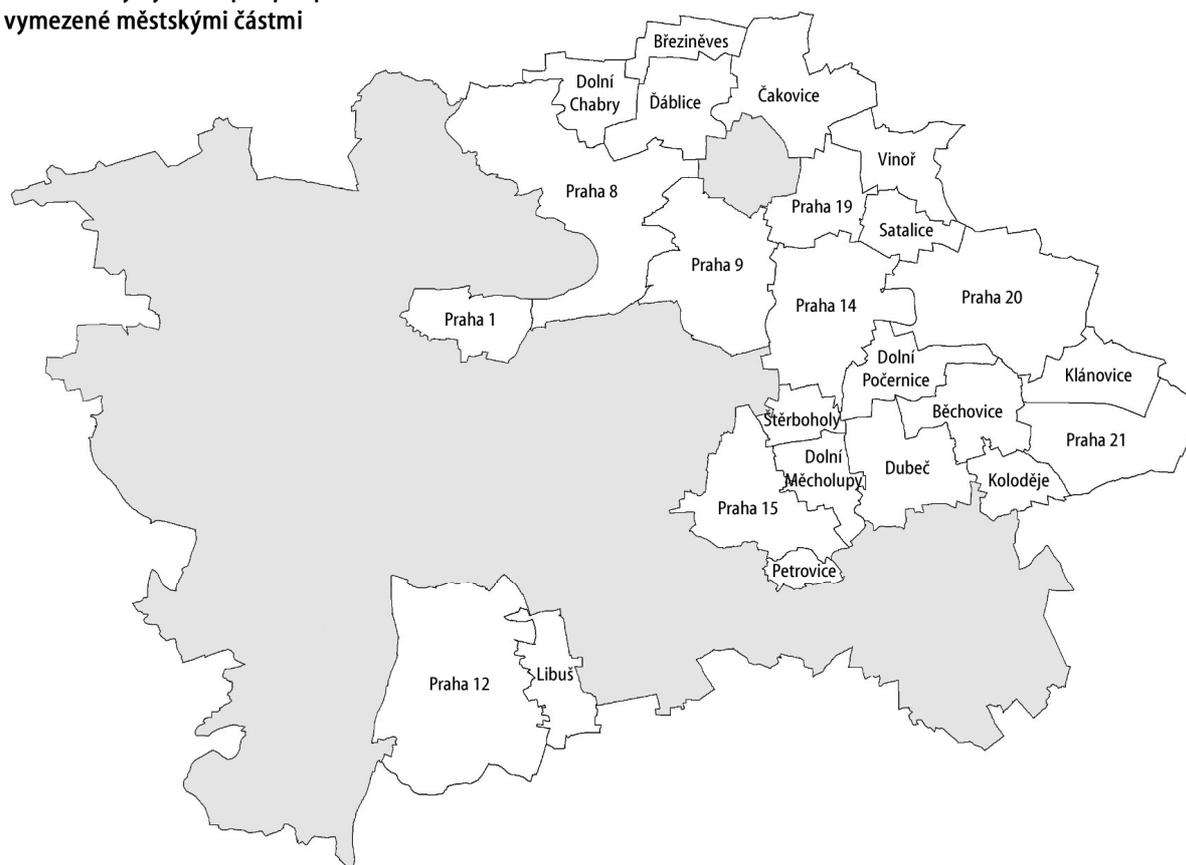 vymezené městskými částmi
Březiněves
Dolní
Chabry
Ďáblice
Čakovice
Vinoř
Praha 8
Praha 19
Satalice
Praha 9
Praha 14
Praha 20
Praha 1
Dolní
Počernice
Klánovice
Štěrboholy
Běchovice
Praha 21
Dolní
Měcholupy
Dubeč
Koloděje
Praha 15
Petrovice
Praha 12
Libuš